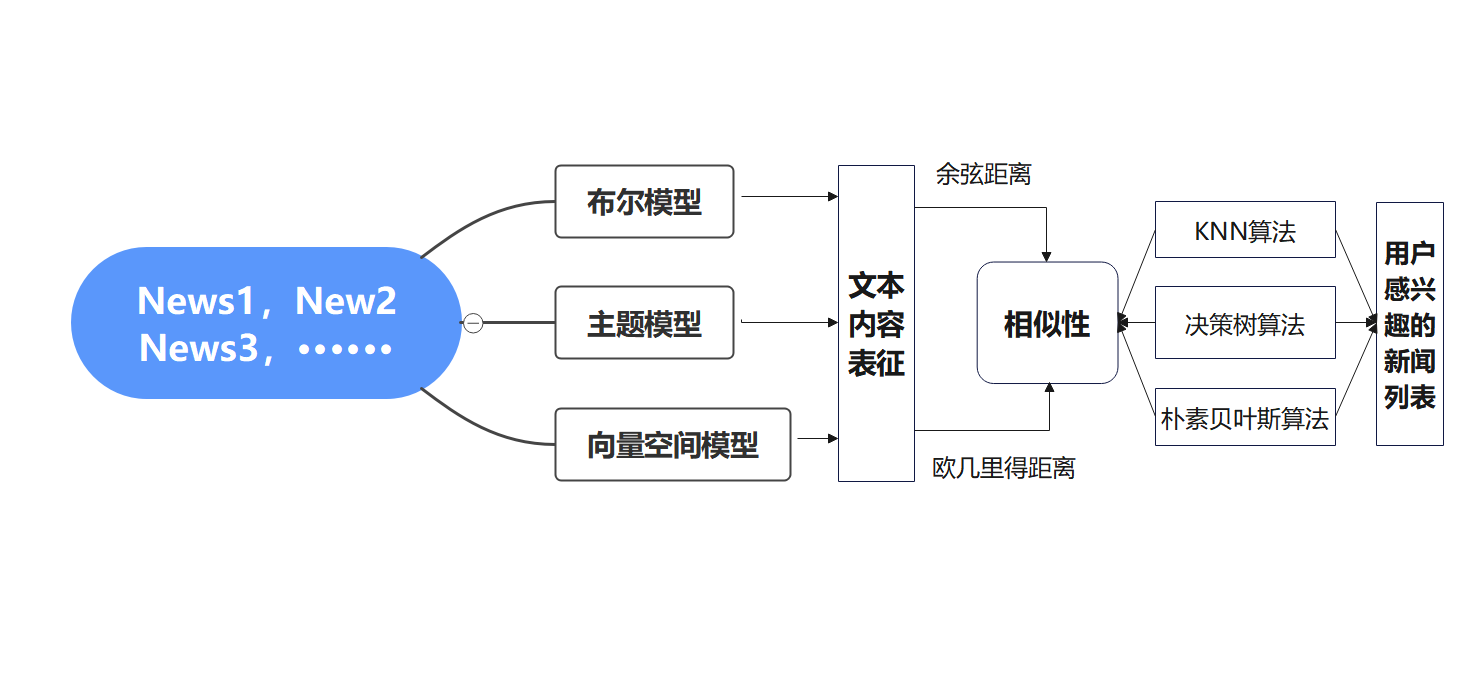 News1，New2
News3，••••••
布尔模型
主题模型
向量空间模型
文本
内容
表征
余弦距离
欧几里得距离
相似性
KNN算法
决策树算法
朴素贝叶斯算法
用户
感兴
趣的
新闻
列表